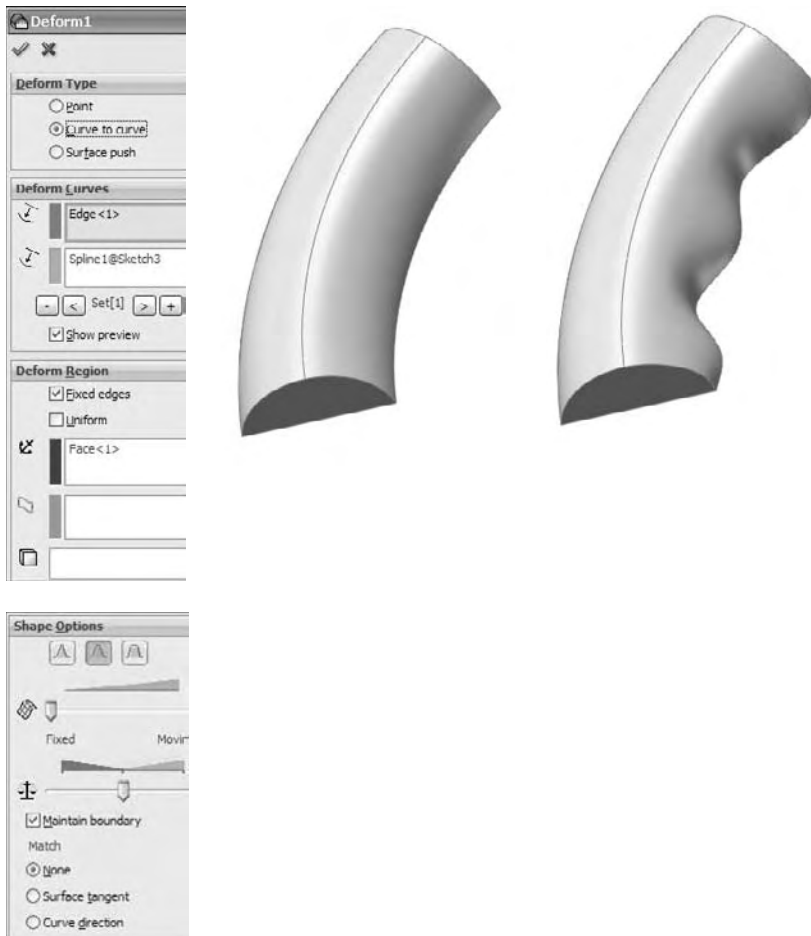 Deform1
Deform Type
Point
Curve to curve
Surface push
Deform Curves
Edge<1>
Spline1@Sketch3
- < Set[1] > +
Show preview
Deform Region
Fixed edges
Uniform
Face<1>
Shape Options
Fixed
Maintain boundary
Match
None
Surface tangent
Curve direction